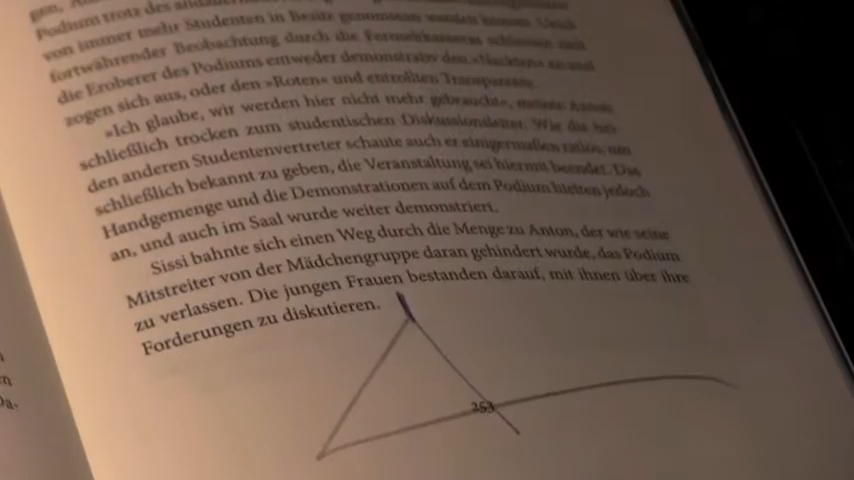 gen,
Podium trotz des
von immer mehr Studenten in Besitz genommen werden
fortwährender Beobachtung durch die Fernsehkameras
die Eroberer des Podiums entweder demonstrativ den »Nackten«
zogen sich aus, oder den »Roten« und entrollten Transparente.
»Ich glaube, wir werden hier nicht mehr gebraucht«, Anton
schließlich trocken zum studentischen Diskussionsleiter. Wie die
den anderen Studentenvertreter schaute auch er einigermaßen ratlos, um
schließlich bekannt zu geben, die Veranstaltung sei hiermit beendet. Das
Handgemenge und die Demonstrationen auf dem Podium hielten jedoch
an, und auch im Saal wurde weiter demonstriert.
Sissi bahnte sich einen Weg durch die Menge zu Anton, der wie seine
Mitstreiter von der Mädchengruppe daran gehindert wurde, das Podium
zu verlassen. Die jungen Frauen bestanden darauf, mit ihnen über ihre
Forderungen zu diskutieren.
253